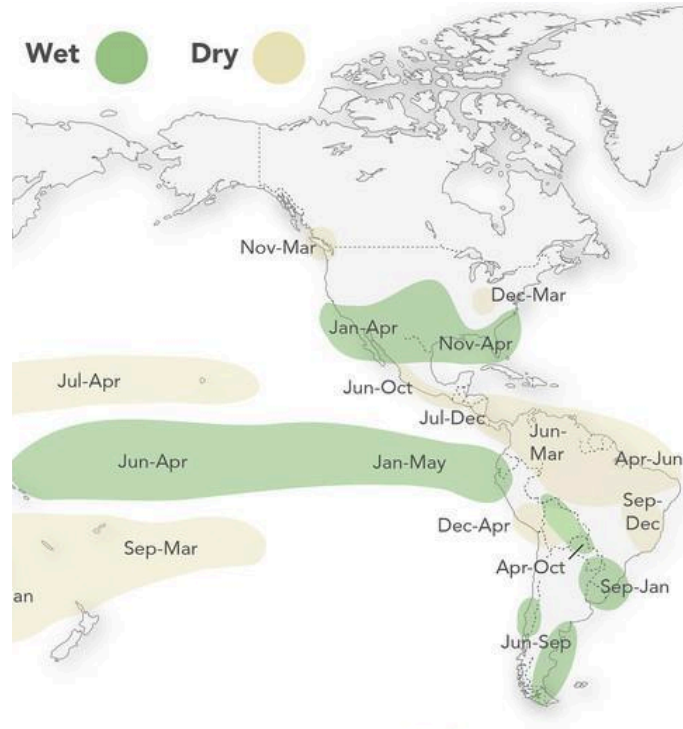 Wet
Dry
Nov-Mar
Dec-Mar
Jan-Apr
Nov-Apr
Jul-Apr
Jun-Oct
Jul-Dec
Jun-
Mar
Apr-Jun
Jun-Apr
Jan-May
Sep-
Dec
Dec-Apr
Sep-Mar
Apr-Oct
an
Sep-Jan
Jun-Sep